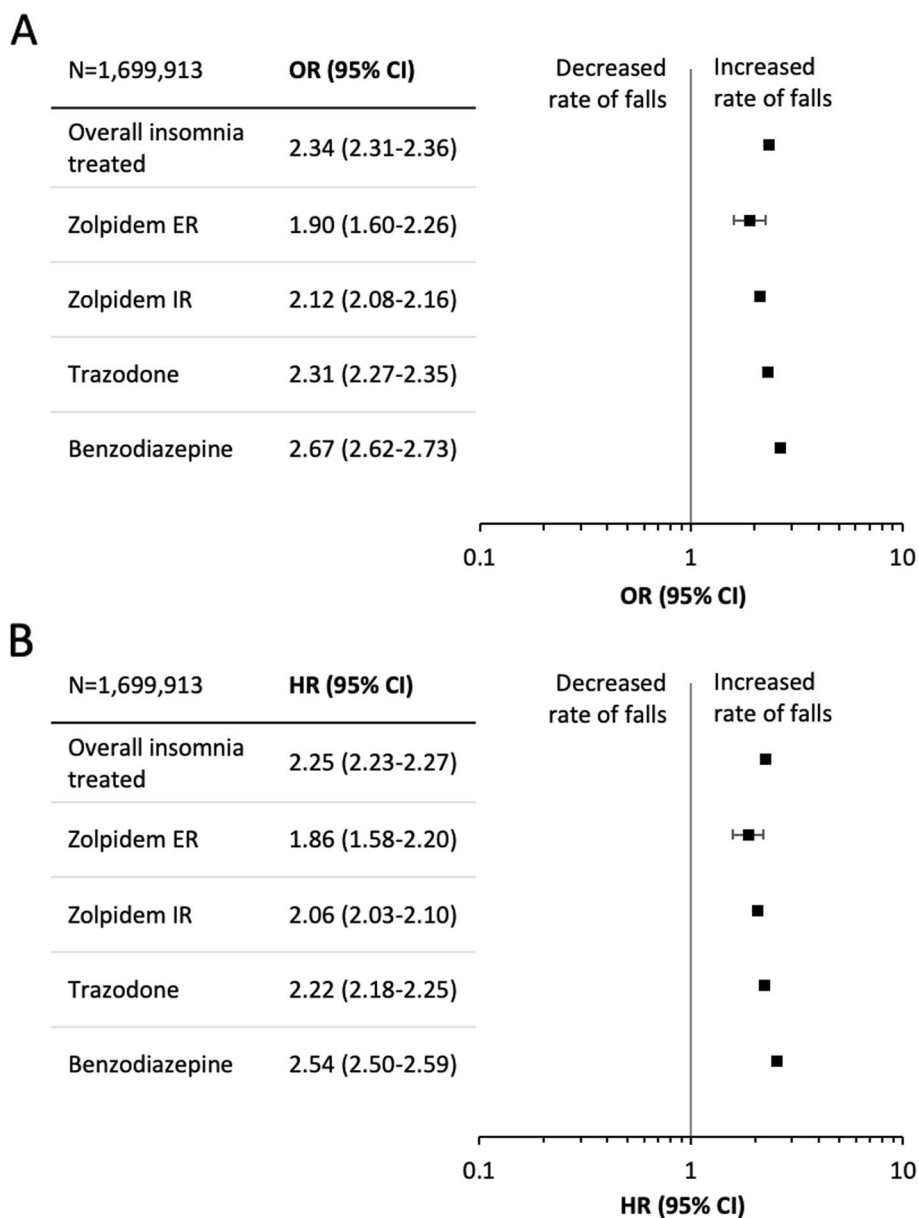 A
N=1,699,913 OR (95% CI) Decreased rate of falls Increased rate of falls
Overall insomnia treated 2.34 (2.31-2.36)
Zolpidem ER 1.90 (1.60-2.26)
Zolpidem IR 2.12 (2.08-2.16)
Trazodone 2.31 (2.27-2.35)
Benzodiazepine 2.67 (2.62-2.73)
0.1 1 10
OR (95% CI)
B
N=1,699,913 HR (95% CI) Decreased rate of falls Increased rate of falls
Overall insomnia treated 2.25 (2.23-2.27)
Zolpidem ER 1.86 (1.58-2.20)
Zolpidem IR 2.06 (2.03-2.10)
Trazodone 2.22 (2.18-2.25)
Benzodiazepine 2.54 (2.50-2.59)
0.1 1 10
HR (95% CI)